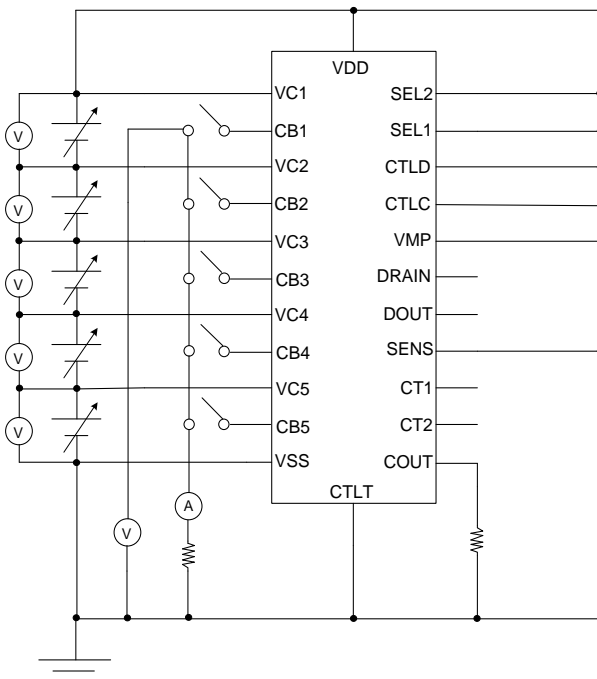 VDD
VC1
SEL2
V
CB1
SEL1
VC2
CTLD
V
CB2
CTLC
VC3
VMP
V
CB3
DRAIN
VC4
DOUT
V
CB4
SENS
VC5
CT1
V
CB5
CT2
VSS
COUT
CTLT
A
V